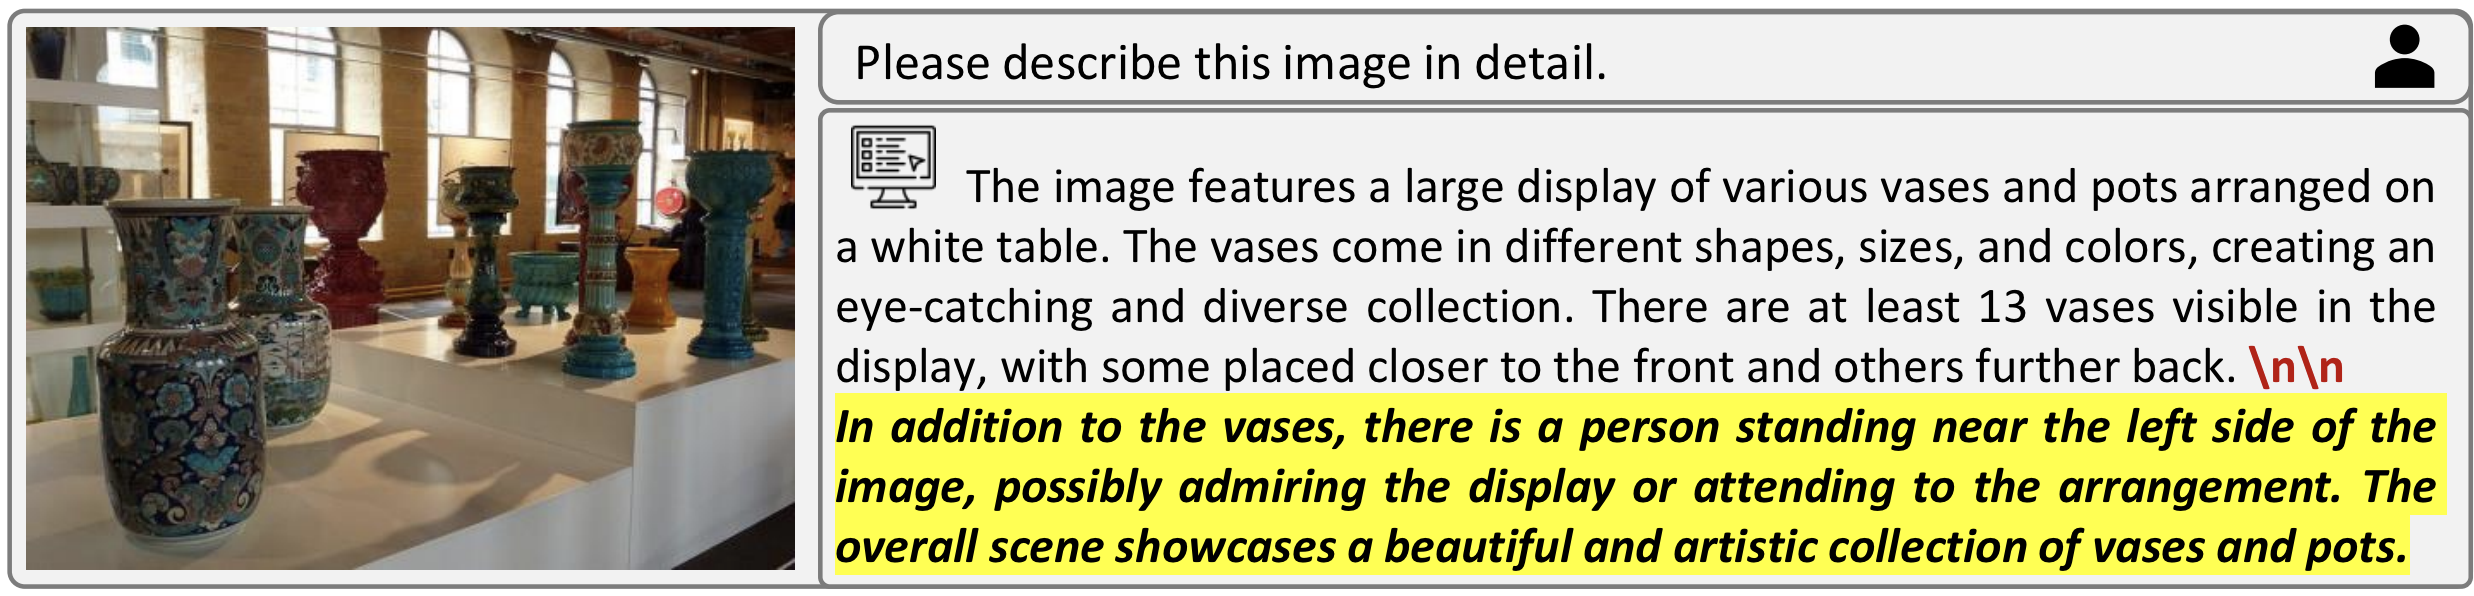 Please describe this image in detail.
The image features a large display of various vases and pots arranged on
a white table. The vases come in different shapes, sizes, and colors, creating an
eye-catching and diverse collection. There are at least 13 vases visible in the
display, with some placed closer to the front and others further back. \n\n
In addition to the vases, there is a person standing near the left side of the
image, possibly admiring the display or attending to the arrangement. The
overall scene showcases a beautiful and artistic collection of vases and pots.